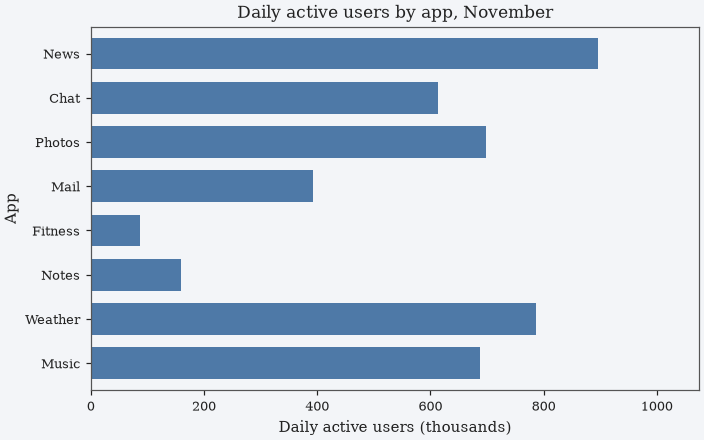 Daily active users by app, November
App
News
Chat
Photos
Mail
Fitness
Notes
Weather
Music
0 200 400 600 800 1000
Daily active users (thousands)